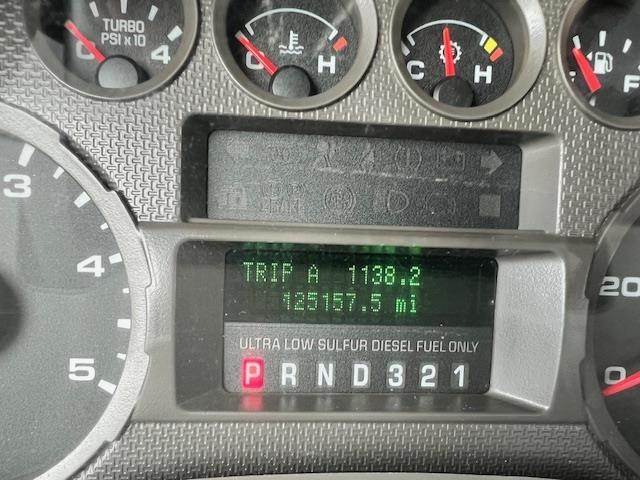 TURBO
PSI x 10
0 4
C H
C H
F
3
4
5
TRIP A 1138.2
125157.5 mi
ULTRA LOW SULFUR DIESEL FUEL ONLY
P R N D 3 2 1
20
0